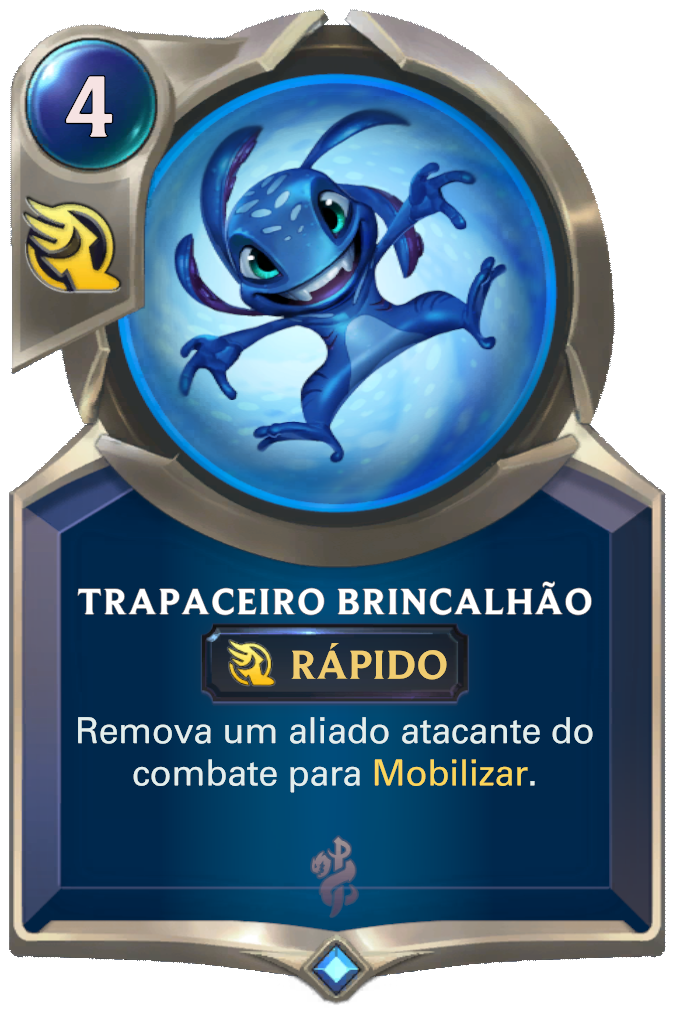 4
TRAPACEIRO BRINCALHÃO
RÁPIDO
Remova um aliado atacante do
combate para Mobilizar.